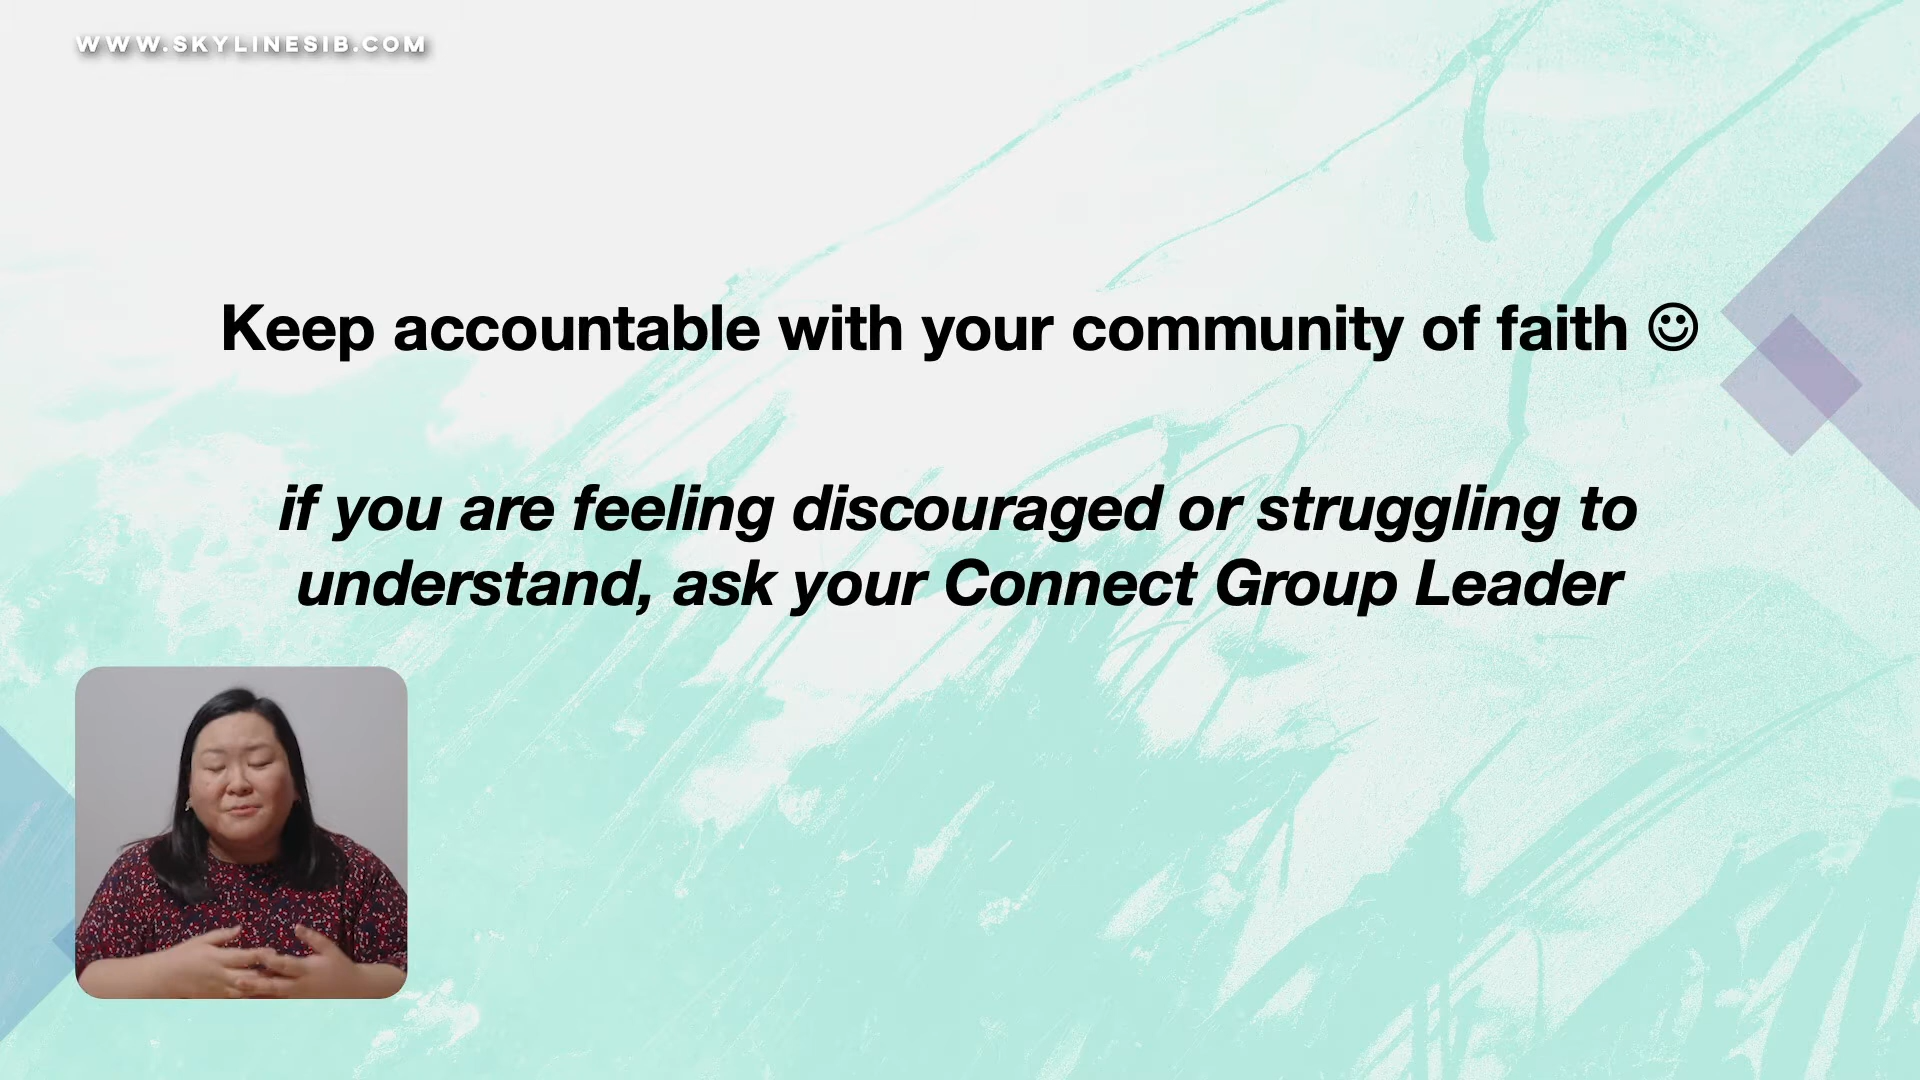 WWW.SKYLINESIB.COM
Keep accountable with your community of faith ☺
if you are feeling discouraged or struggling to
understand, ask your Connect Group Leader